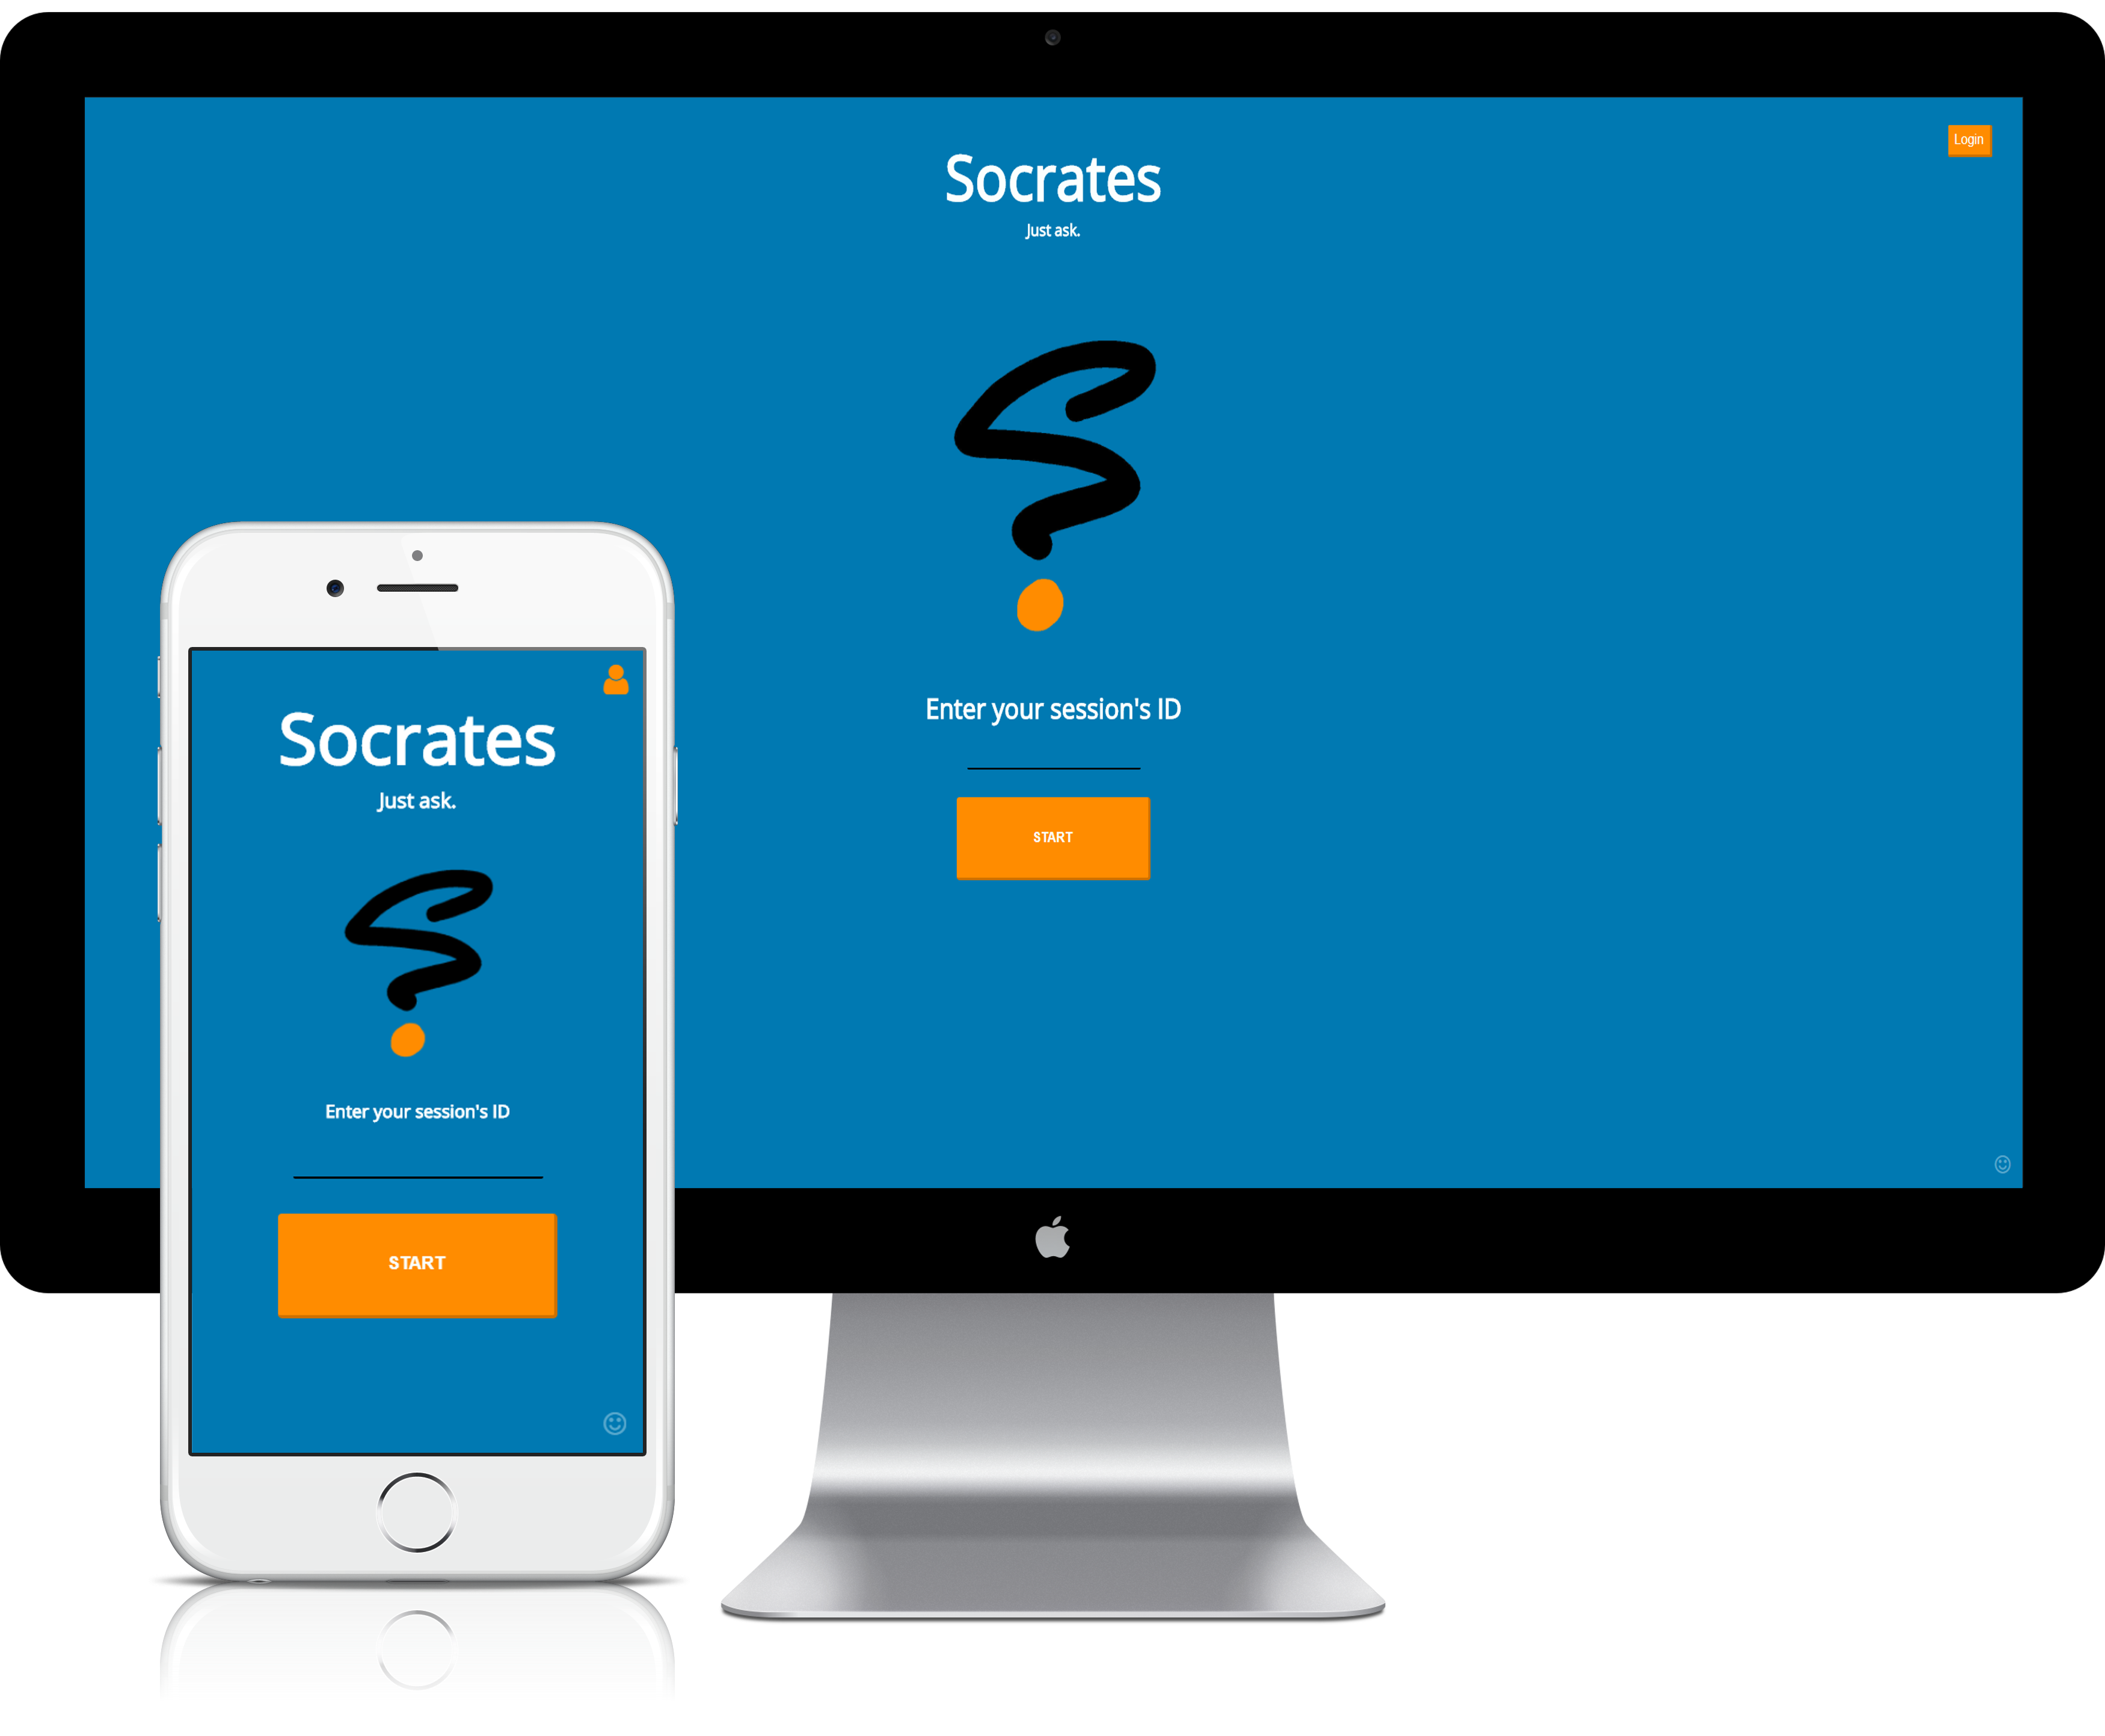 Login
Socrates
Just ask.
Enter your session's ID
START
Socrates
Just ask.
Enter your session's ID
START